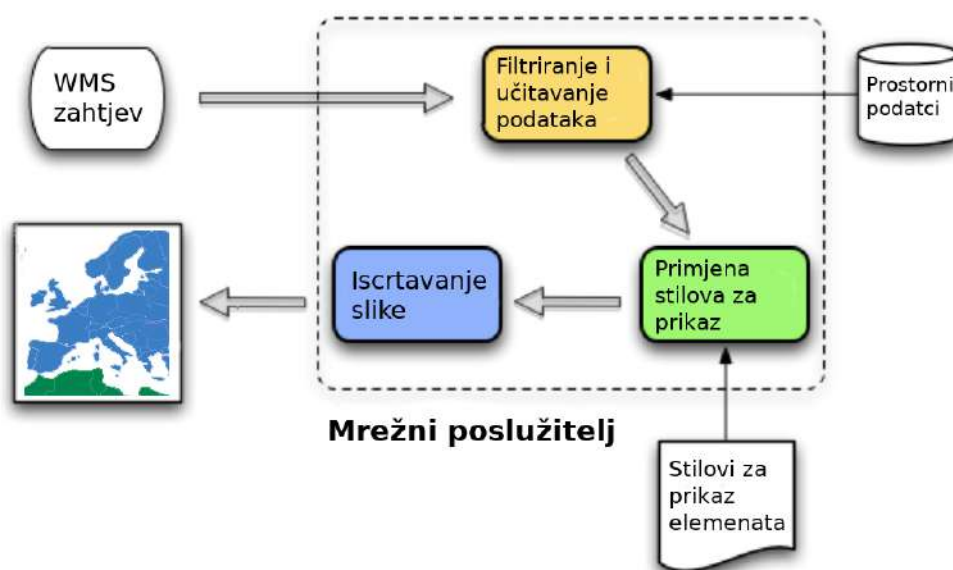 WMS
zahtjev
Filtriranje i
učitavanje
podataka
Prostorni
podatci
Iscrtavanje
slike
Primjena
stilova za
prikaz
Mrežni poslužitelj
Stilovi za
prikaz
elemenata